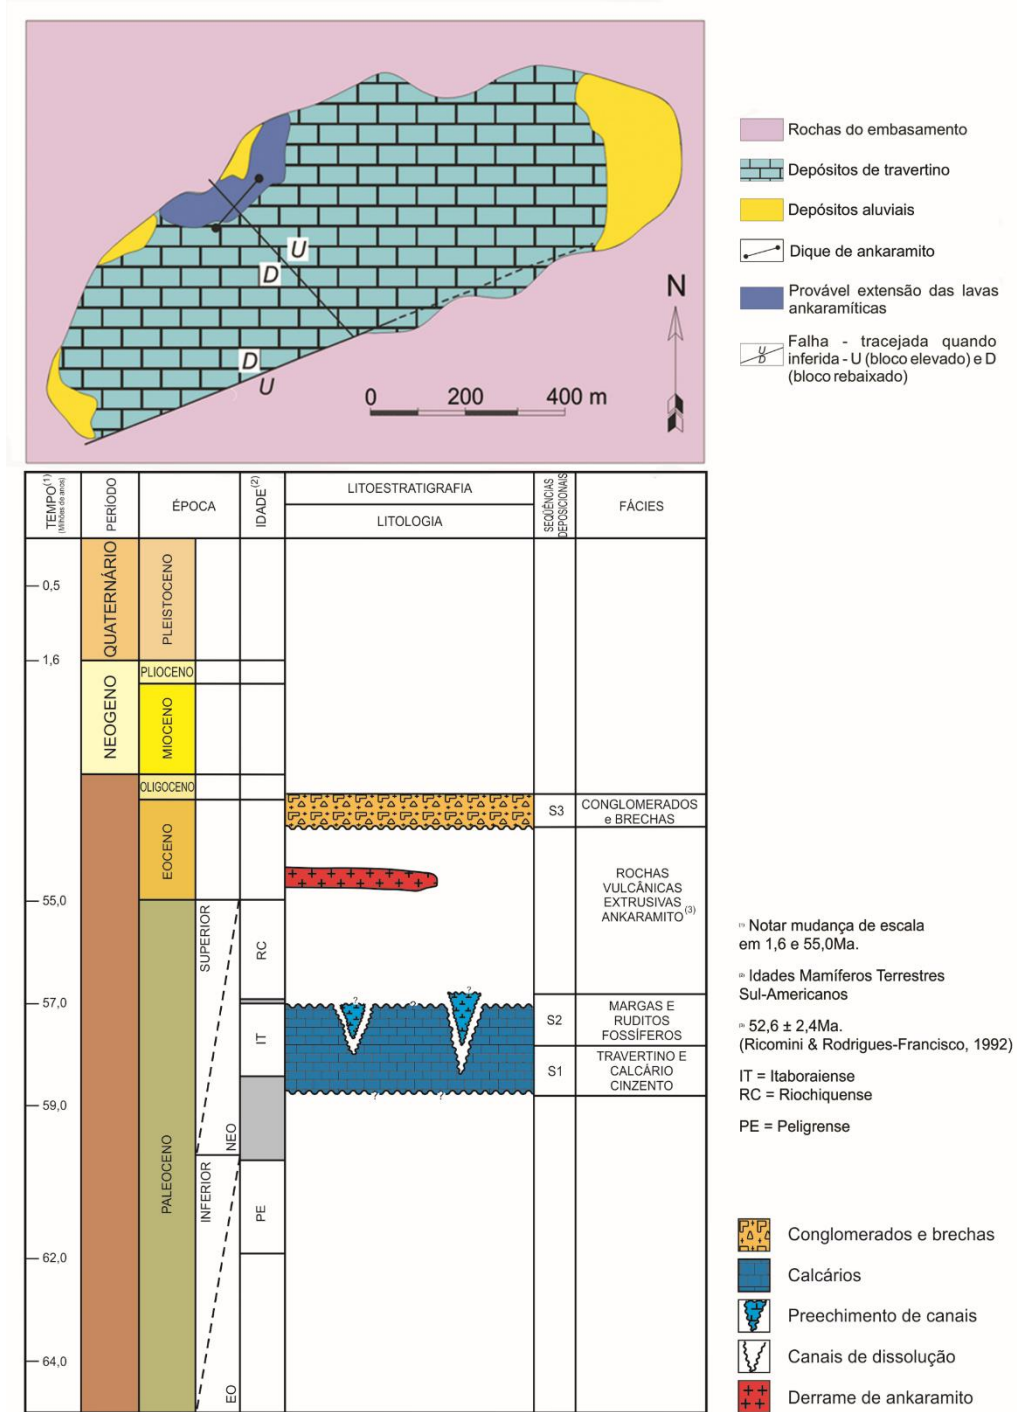 Rochas do embasamento
Depósitos de travertino
Depósitos aluviais
Dique de ankaramito
Provável extensão das lavas
ankaramíticas
Falha - tracejada quando
inferida - U (bloco elevado) e D
(bloco rebaixado)
U
D
U
D
D
U
N
0 200 400 m
TEMPO(1)
(Milhões de anos)
PERÍODO
ÉPOCA
IDADE(2)
LITOESTRATIGRAFIA
LITOLOGIA
SEQÜÊNCIAS
DEPOSICIONAIS
FÁCIES
0,5
1,6
55,0
57,0
59,0
62,0
64,0
QUATERNÁRIO
NEOGENO
PLEISTOCENO
PLIOCENO
MIOCENO
OLIGOCENO
EOCENO
PALEOCENO
SUPERIOR
NEO
INFERIOR
EO
RC
IT
PE
?
?
?
?
?
?
S3
S2
S1
CONGLOMERADOS
e BRECHAS
ROCHAS
VULCÂNICAS
EXTRUSIVAS
ANKARAMITO(3)
MARGAS E
RUDITOS
FOSSÍFEROS
TRAVERTINO E
CALCÁRIO
CINZENTO
(1) Notar mudança de escala
em 1,6 e 55,0Ma.
(2) Idades Mamíferos Terrestres
Sul-Americanos
(3) 52,6 ± 2,4Ma.
(Ricomini & Rodrigues-Francisco, 1992)
IT = Itaboraiense
RC = Riochiquense
PE = Peligrense
Conglomerados e brechas
Calcários
Preechimento de canais
Canais de dissolução
Derrame de ankaramito